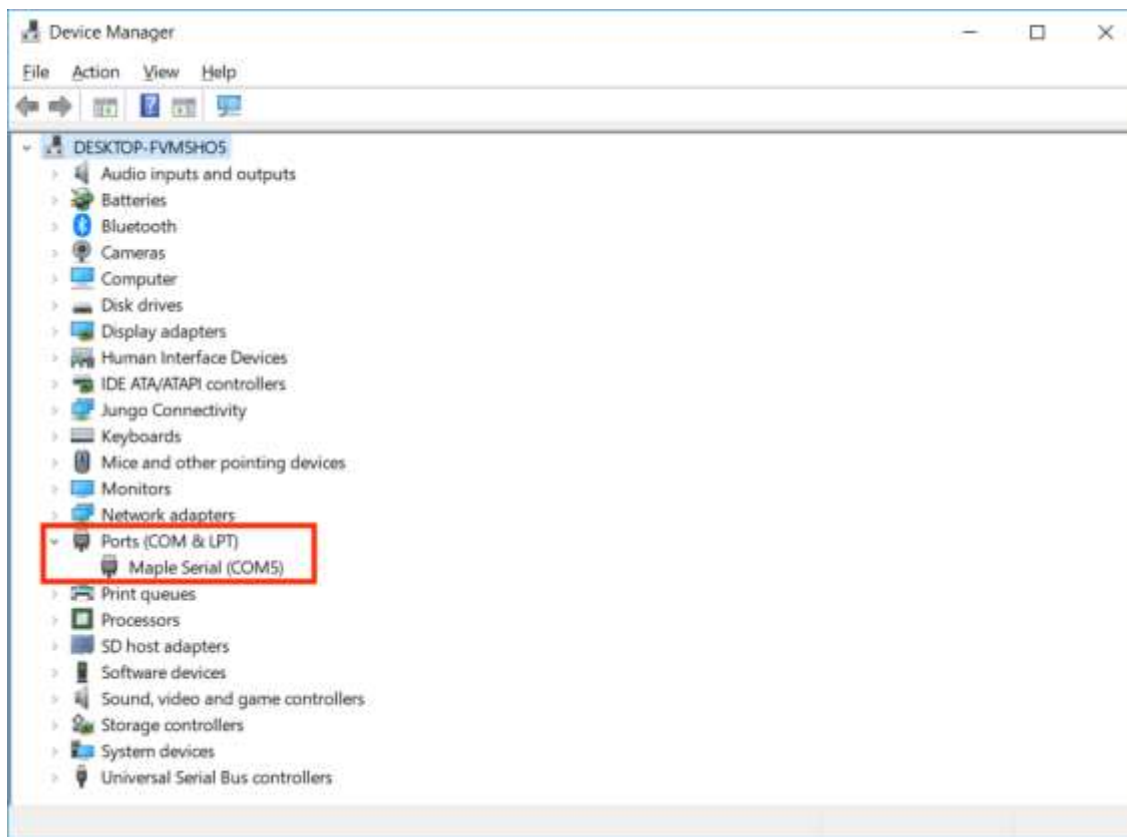 Device Manager
File Action View Help
DESKTOP-FVM5HO5
Audio inputs and outputs
Batteries
Bluetooth
Cameras
Computer
Disk drives
Display adapters
Human Interface Devices
IDE ATA/ATAPI controllers
Jungo Connectivity
Keyboards
Mice and other pointing devices
Monitors
Network adapters
Ports (COM & LPT)
Maple Serial (COM5)
Print queues
Processors
SD host adapters
Software devices
Sound, video and game controllers
Storage controllers
System devices
Universal Serial Bus controllers